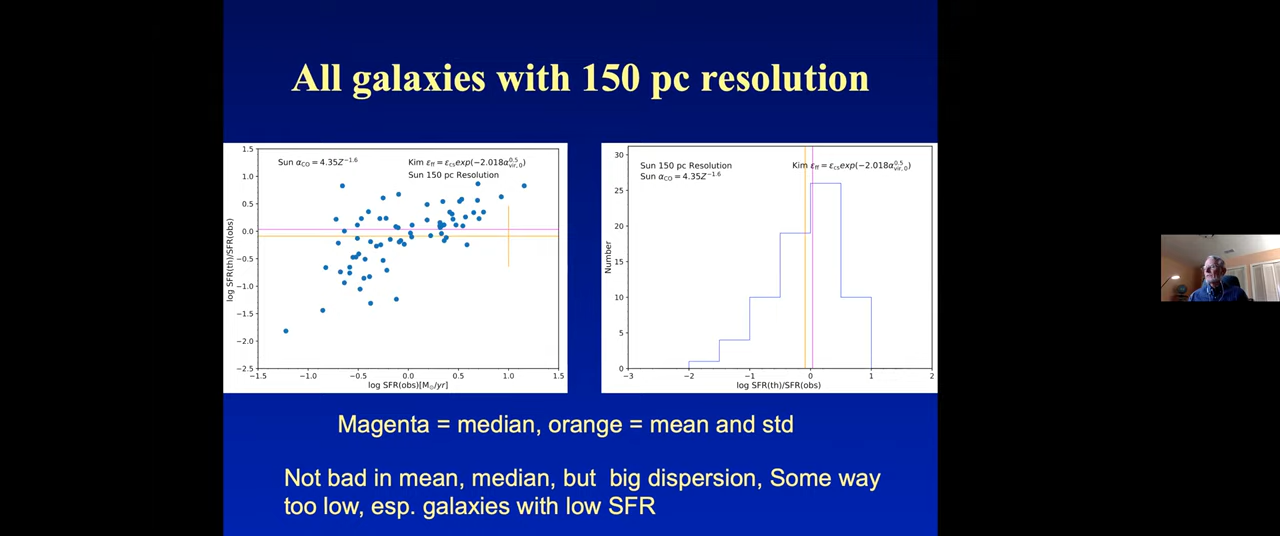 All galaxies with 150 pc resolution
Sun α_CO = 4.35Z^−1.6
Kim ε_ff = ε_cs exp(−2.018α^0.5_vir,0)
Sun 150 pc Resolution
log SFR(th)/SFR(obs)
1.5
1.0
0.5
0.0
−0.5
−1.0
−1.5
−2.0
−2.5
−1.5 −1.0 −0.5 0.0 0.5 1.0 1.5
log SFR(obs)[M☉/yr]
Sun 150 pc Resolution
Sun α_CO = 4.35Z^−1.6
Kim ε_ff = ε_cs exp(−2.018α^0.5_vir,0)
Number
30
25
20
15
10
5
0
−3 −2 −1 0 1 2
log SFR(th)/SFR(obs)
Magenta = median, orange = mean and std
Not bad in mean, median, but big dispersion, Some way
too low, esp. galaxies with low SFR